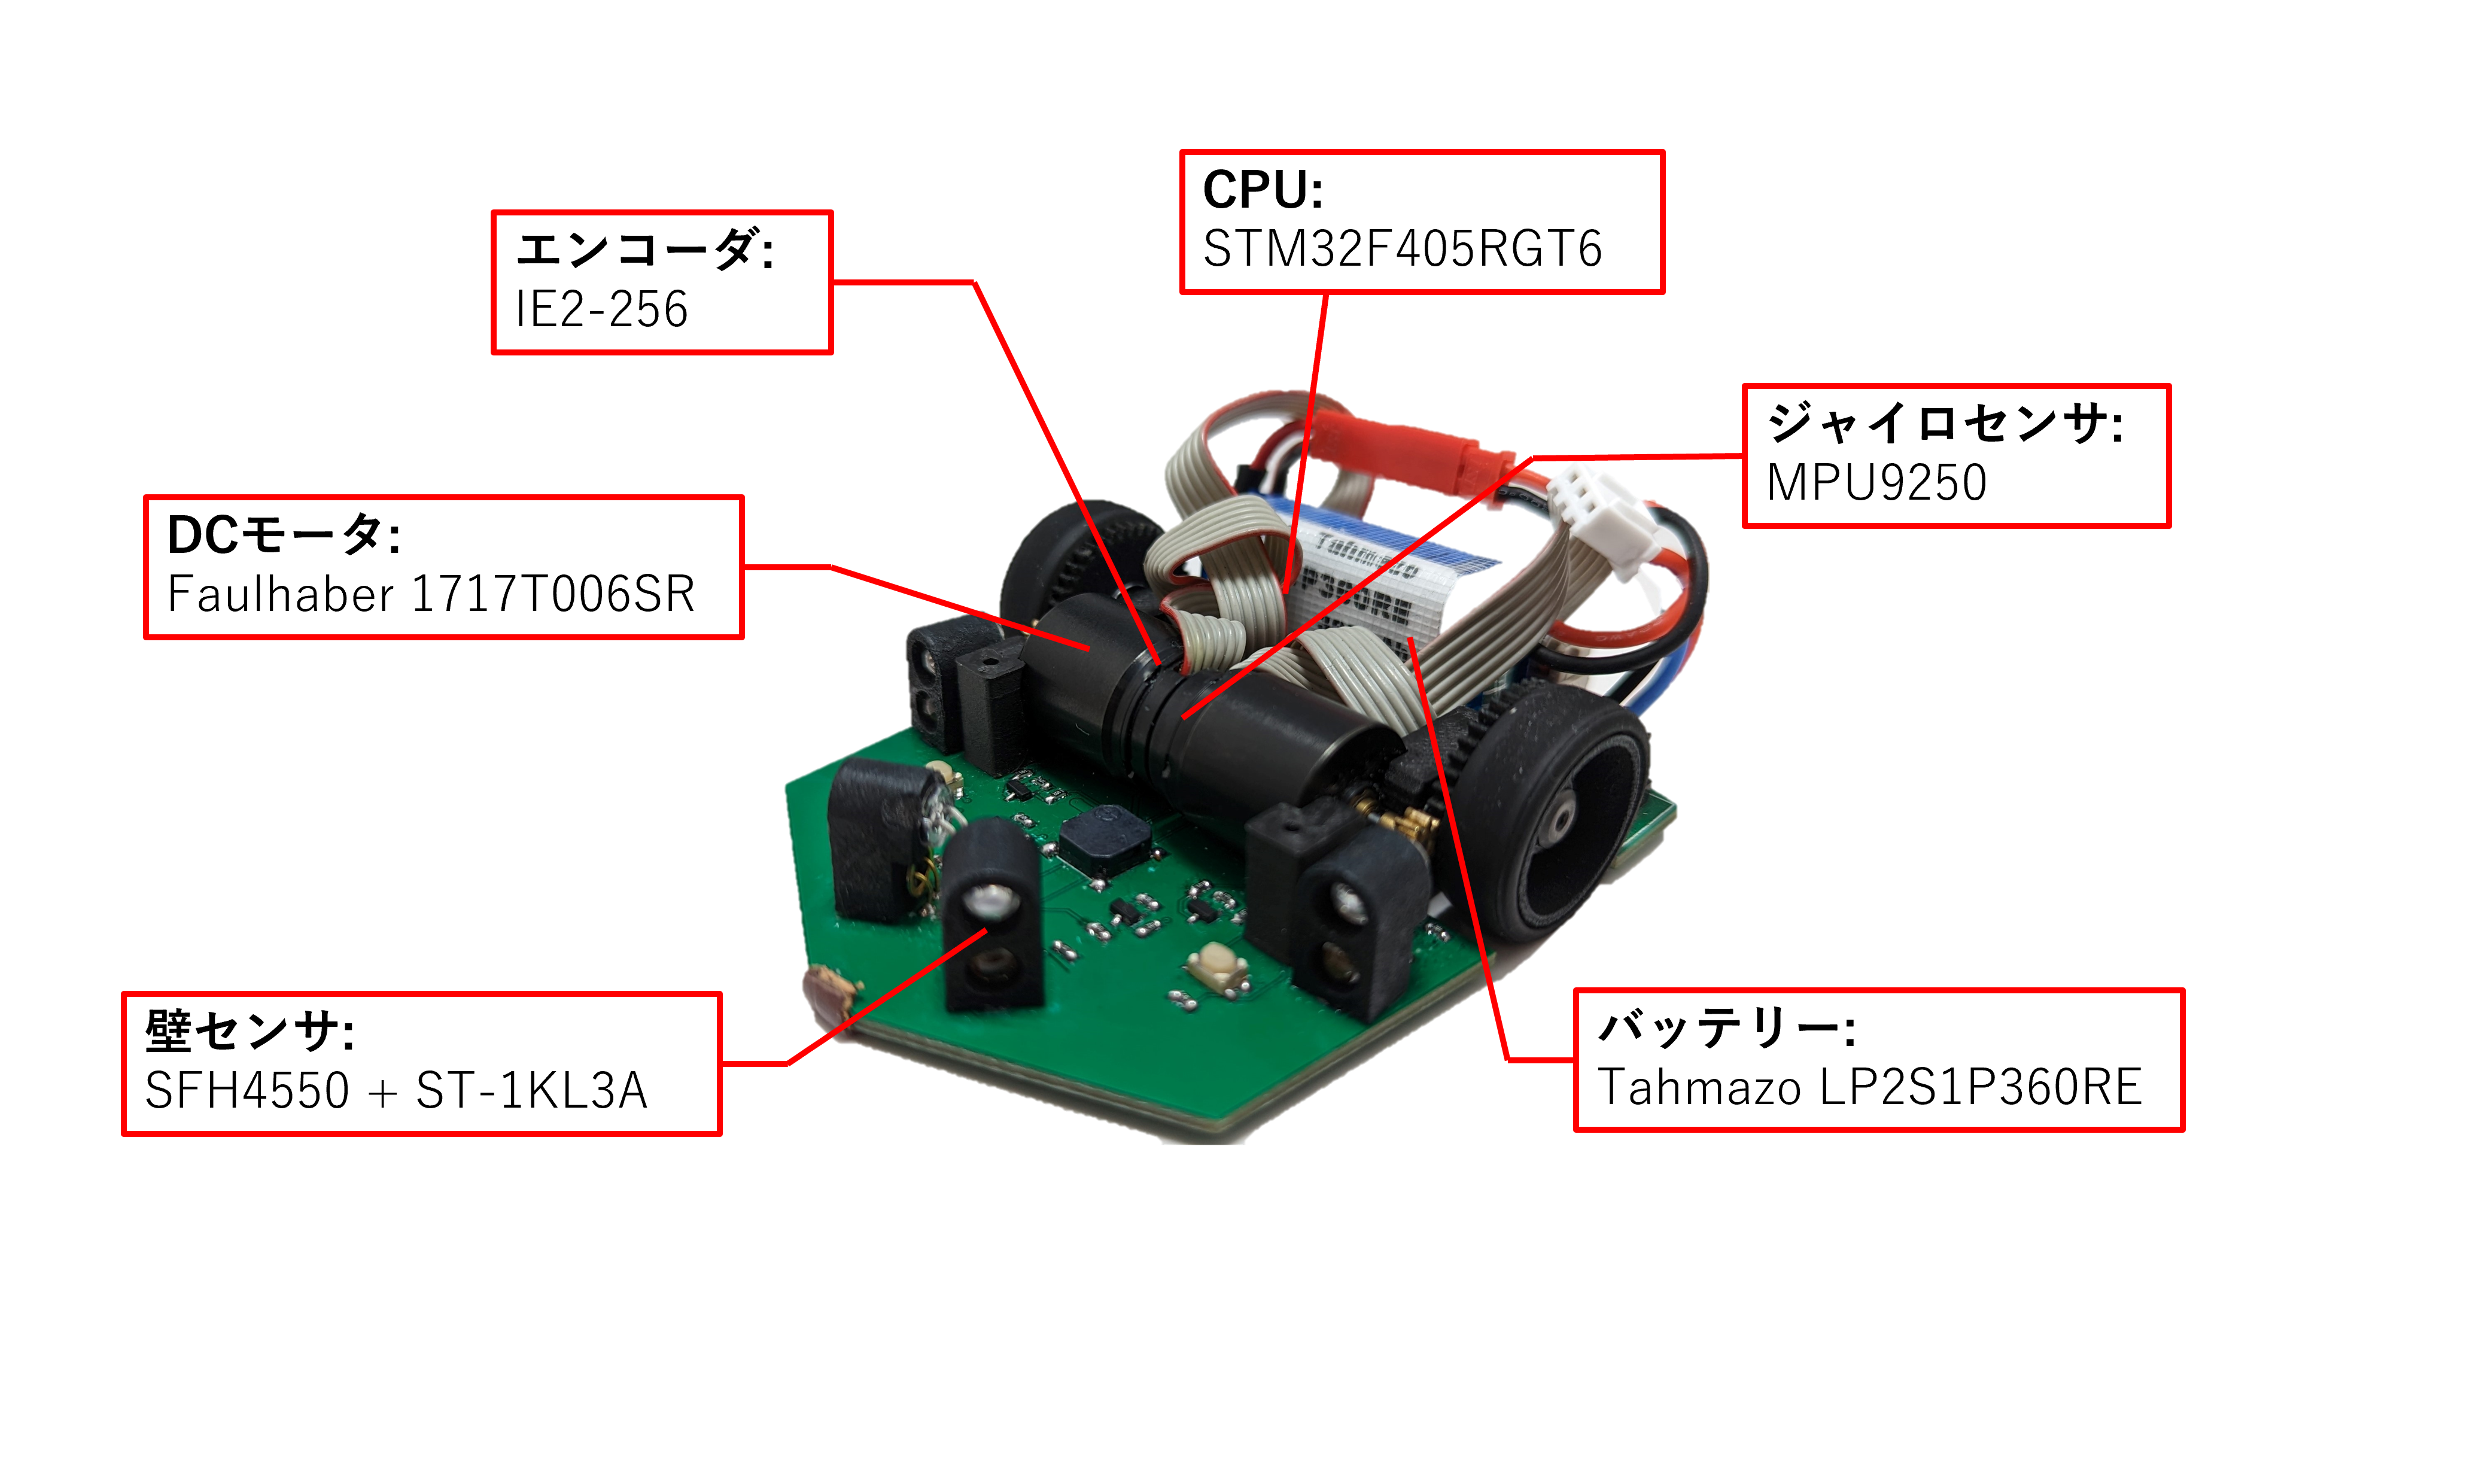 CPU:
STM32F405RGT6
エンコーダ:
IE2-256
ジャイロセンサ:
MPU9250
DCモータ:
Faulhaber 1717T006SR
Tahmazo
P360RE
壁センサ:
SFH4550 + ST-1KL3A
バッテリー:
Tahmazo LP2S1P360RE